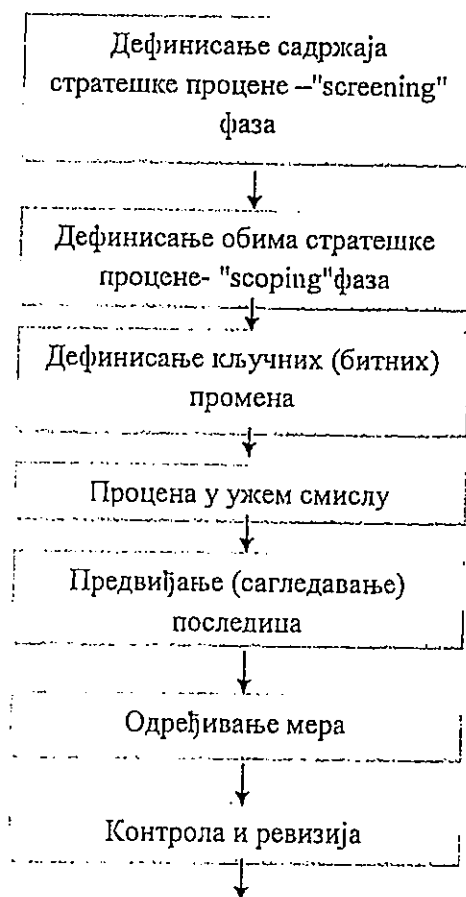 Дефинисање садржаја
стратешке процене –"screening"
фаза
Дефинисање обима стратешке
процене- "scoping"фаза
Дефинисање кључних (битних)
промена
Процена у ужем смислу
Предвиђање (сагледавање)
последица
Одређивање мера
Контрола и ревизија